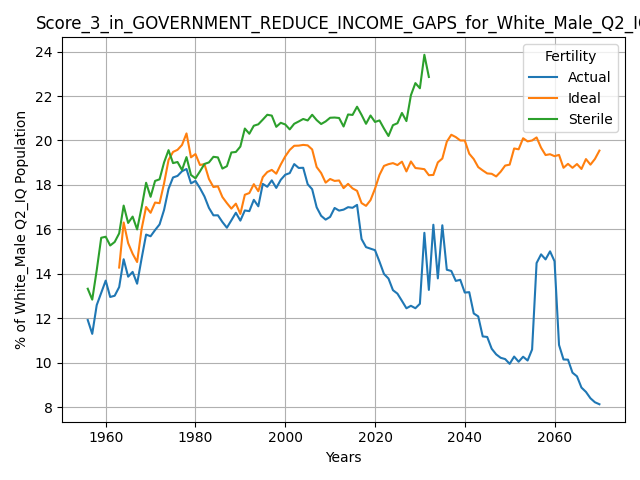 Score_3_in_GOVERNMENT_REDUCE_INCOME_GAPS_for_White_Male_Q2_IQ
Fertility
Actual
Ideal
Sterile
% of White_Male Q2_IQ Population
24
22
20
18
16
14
12
10
8
1960 1980 2000 2020 2040 2060
Years